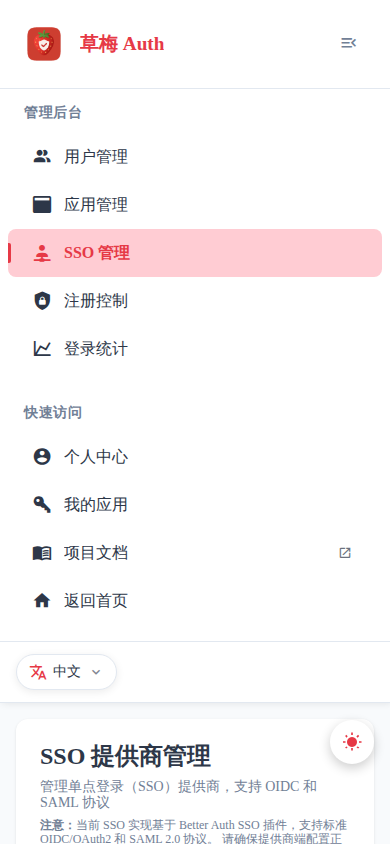 草梅 Auth
管理后台
用户管理
应用管理
SSO 管理
注册控制
登录统计
快速访问
个人中心
我的应用
项目文档
返回首页
中文
SSO 提供商管理
管理单点登录（SSO）提供商，支持 OIDC 和
SAML 协议
注意：当前 SSO 实现基于 Better Auth SSO 插件，支持标准
OIDC/OAuth2 和 SAML 2.0 协议。 请确保提供商端配置正